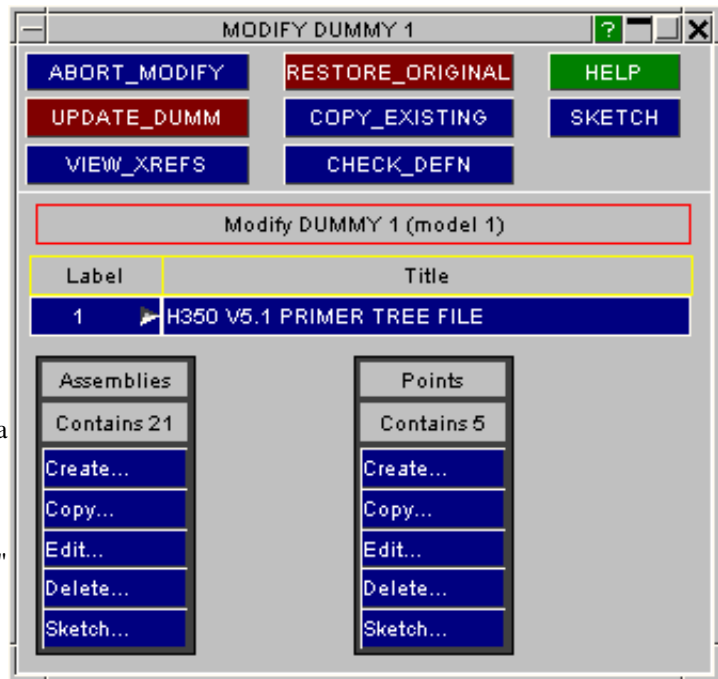 MODIFY DUMMY 1
?
ABORT_MODIFY RESTORE_ORIGINAL HELP
UPDATE_DUMM COPY_EXISTING SKETCH
VIEW_XREFS CHECK_DEFN
Modify DUMMY 1 (model 1)
Label Title
1 H350 V5.1 PRIMER TREE FILE
Assemblies Points
a Contains 21 Contains 5
Create... Create...
Copy... Copy...
" Edit... Edit...
Delete... Delete...
Sketch... Sketch...